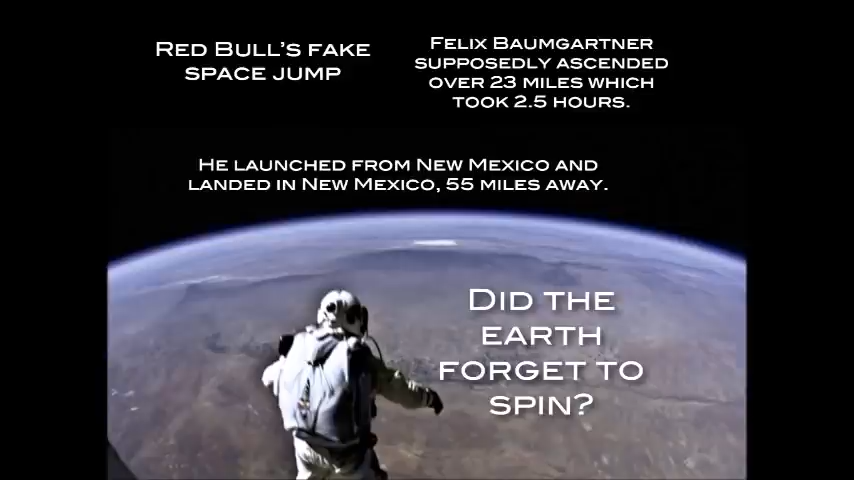 Red Bull's fake
space jump
Felix Baumgartner
supposedly ascended
over 23 miles which
took 2.5 hours.
He launched from New Mexico and
landed in New Mexico, 55 miles away.
Did the
earth
forget to
spin?